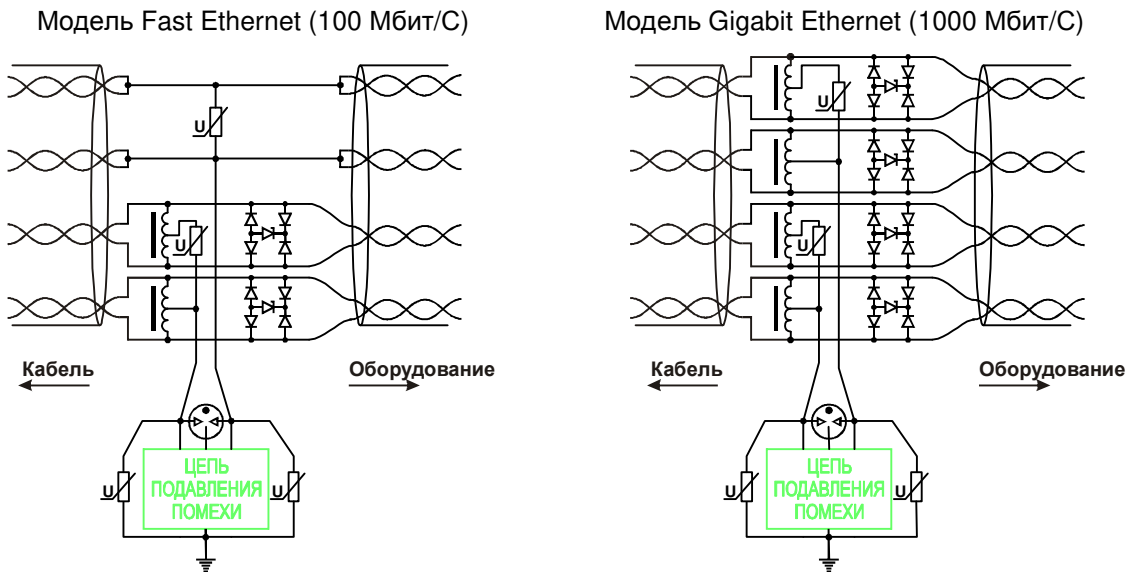 Модель Fast Ethernet (100 Мбит/С)
U
U
Кабель
Оборудование
ЦЕПЬ
ПОДАВЛЕНИЯ
ПОМЕХИ
U
U
Модель Gigabit Ethernet (1000 Мбит/С)
U
U
Кабель
Оборудование
ЦЕПЬ
ПОДАВЛЕНИЯ
ПОМЕХИ
U
U